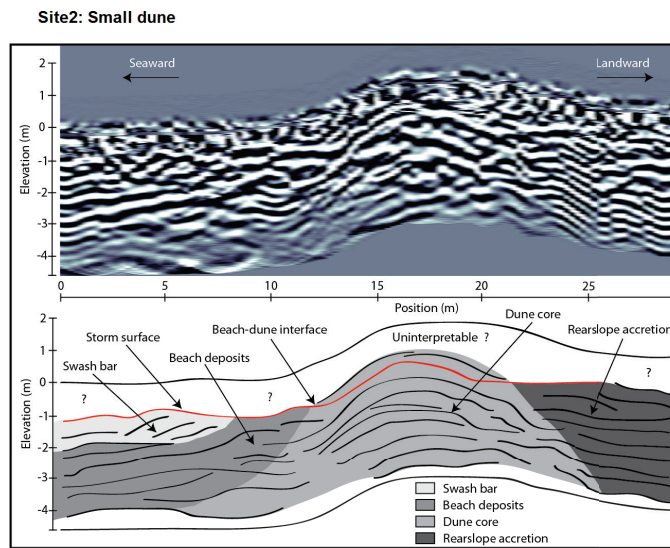 Site2: Small dune
Seaward
Landward
Elevation (m)
2
1
0
-1
-2
-3
-4
0
5
10
15
20
25
Position (m)
Beach-dune interface
Dune core
Storm surface
Uninterpretable ?
Rearslope accretion
Beach deposits
Swash bar
?
?
?
Elevation (m)
2
1
0
-1
-2
-3
-4
Swash bar
Beach deposits
Dune core
Rearslope accretion